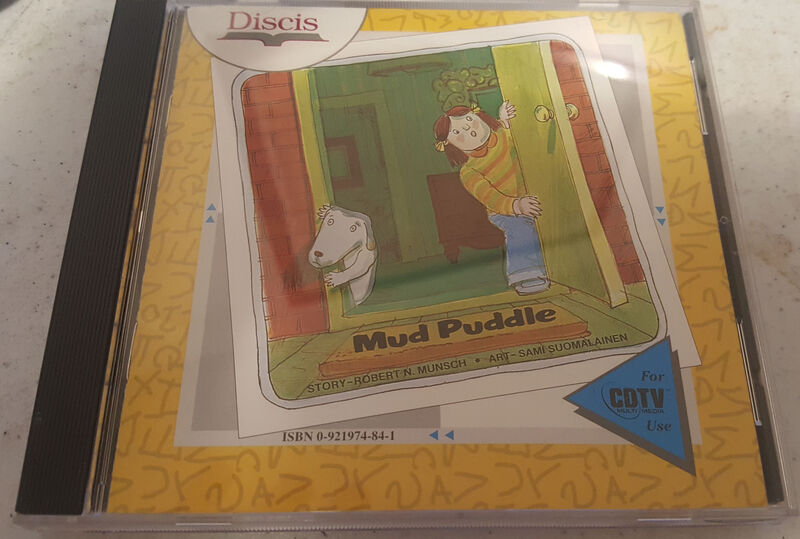 Discis
Mud Puddle
STORY-ROBERT N. MUNSCH • ART- SAMI SUOMALAINEN
For
CDTV
MULTI MEDIA
Use
ISBN 0-921974-84-1